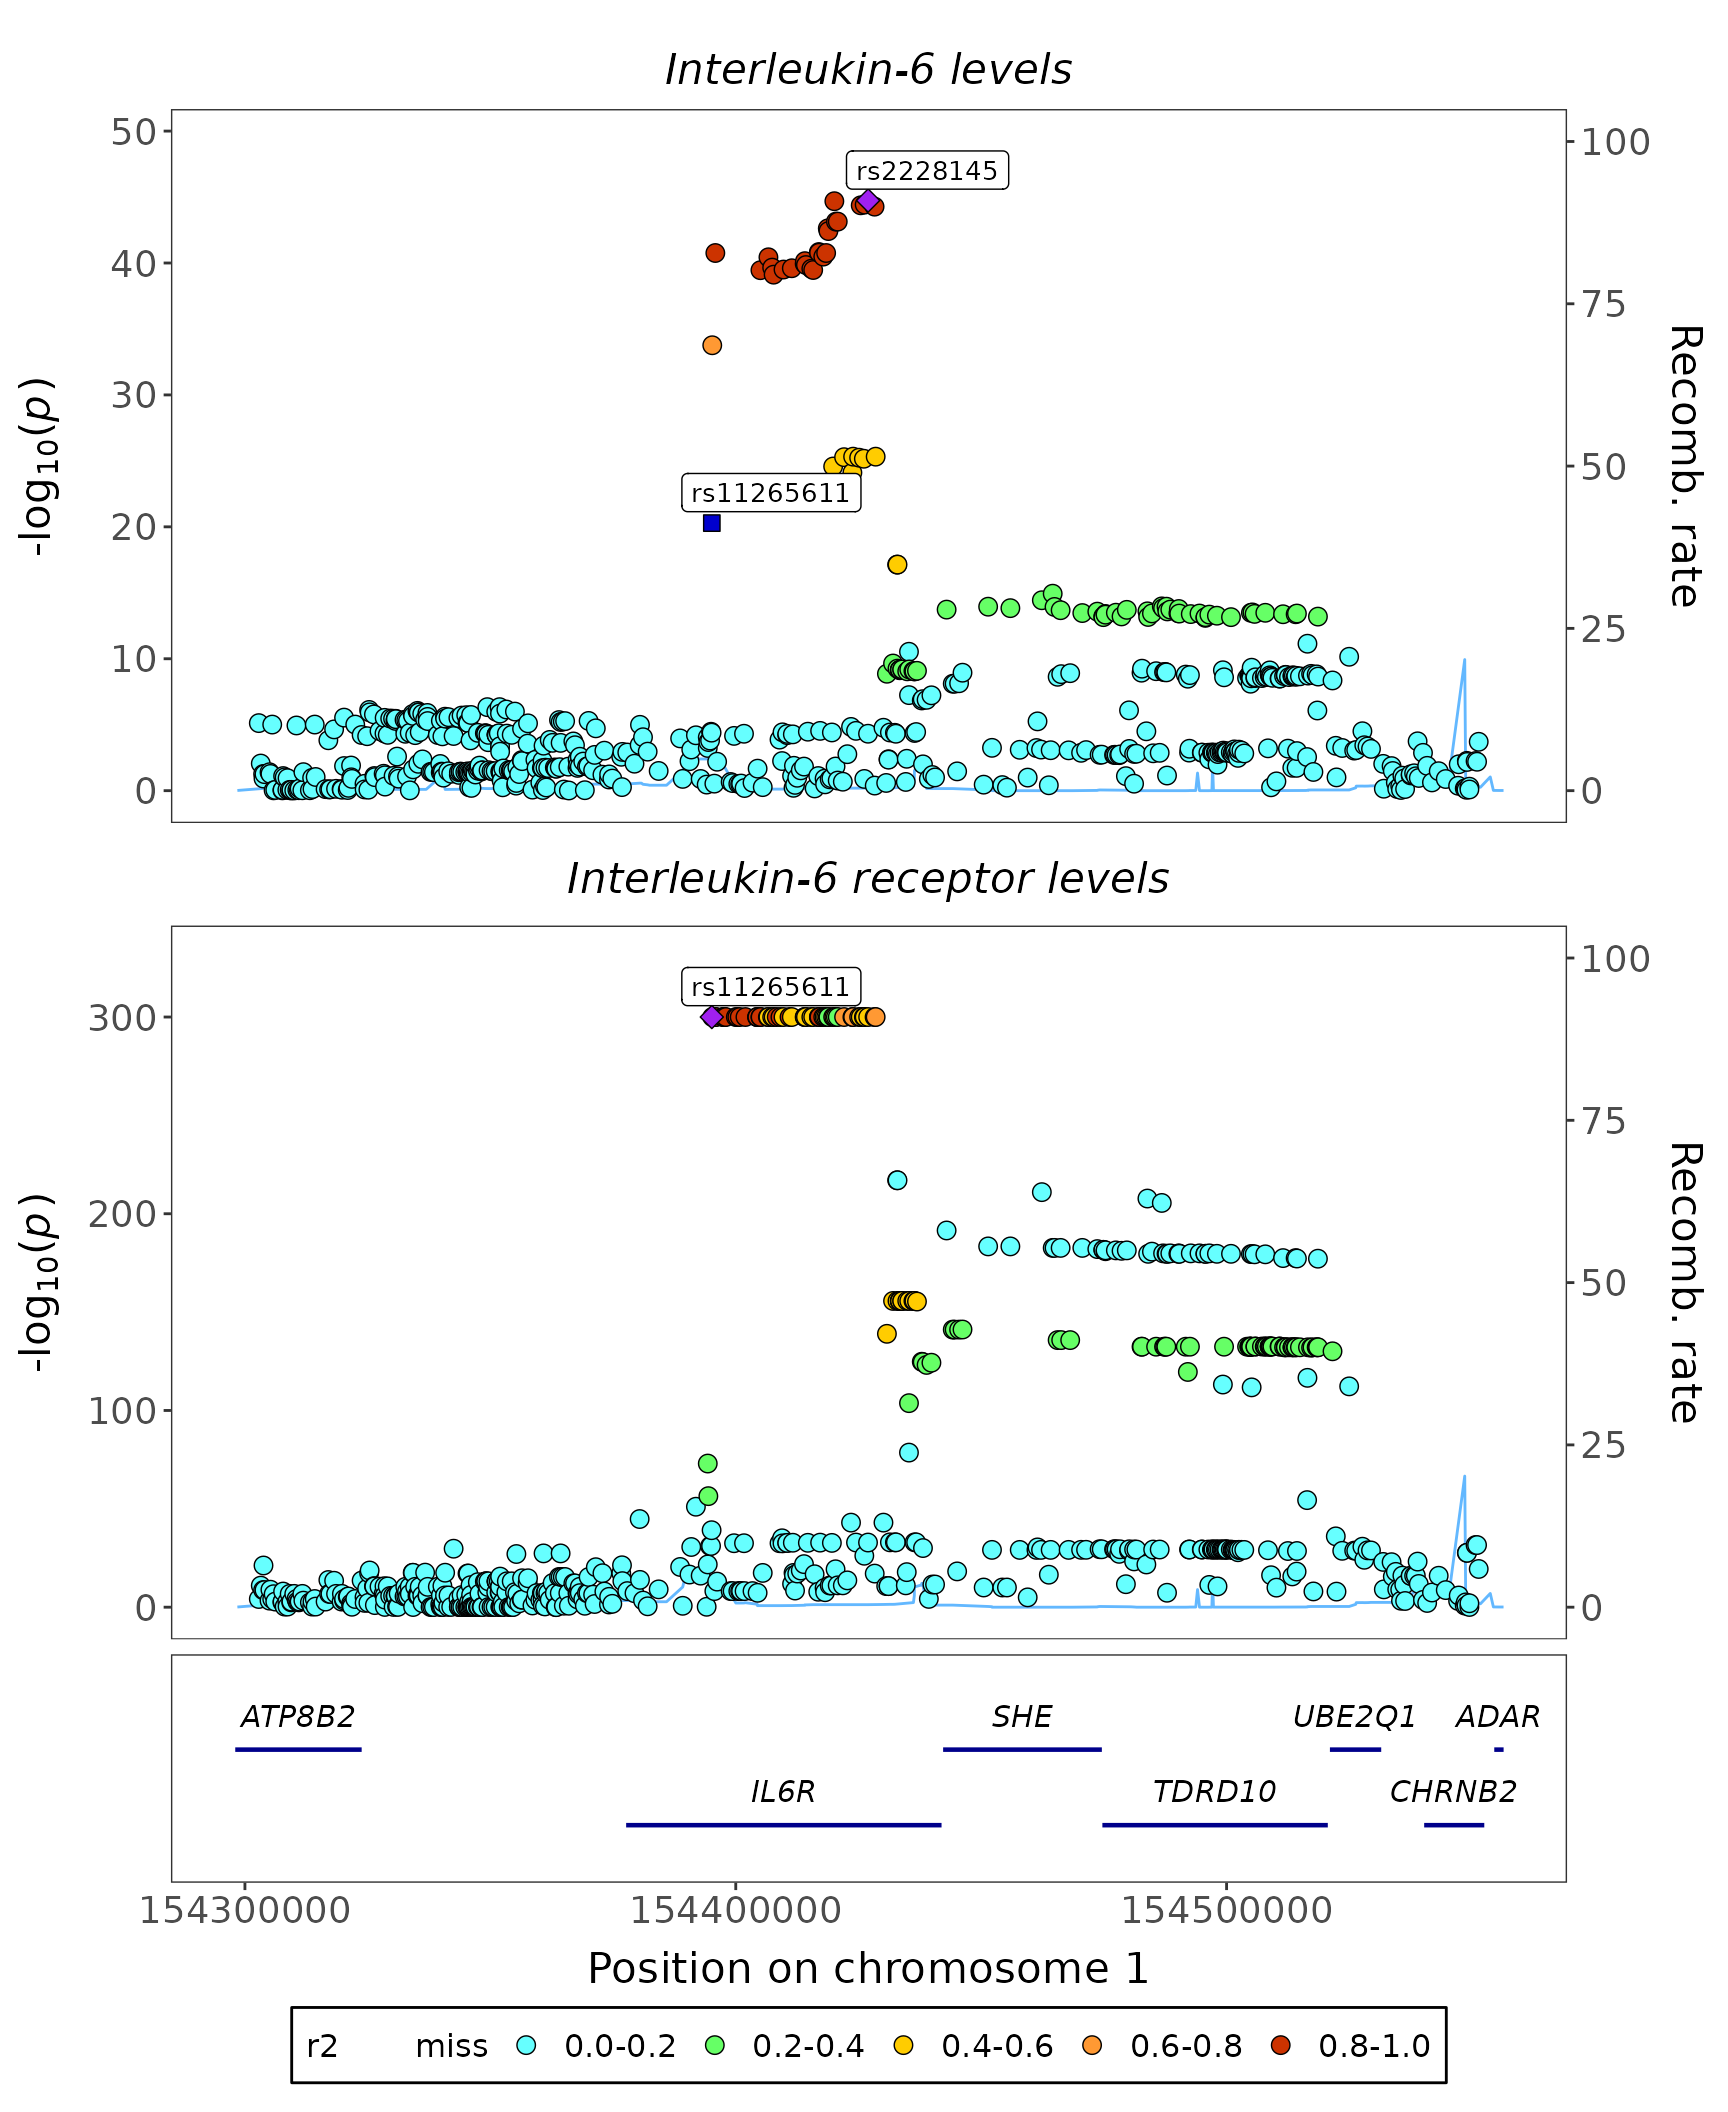 Interleukin-6 levels
50
40
30
20
10
0
-log10(p)
100
75
50
25
0
Recomb. rate
rs2228145
rs11265611
Interleukin-6 receptor levels
300
200
100
0
-log10(p)
100
75
50
25
0
Recomb. rate
rs11265611
ATP8B2 SHE UBE2Q1 ADAR
IL6R TDRD10 CHRNB2
154300000 154400000 154500000
Position on chromosome 1
r2 miss 0.0-0.2 0.2-0.4 0.4-0.6 0.6-0.8 0.8-1.0